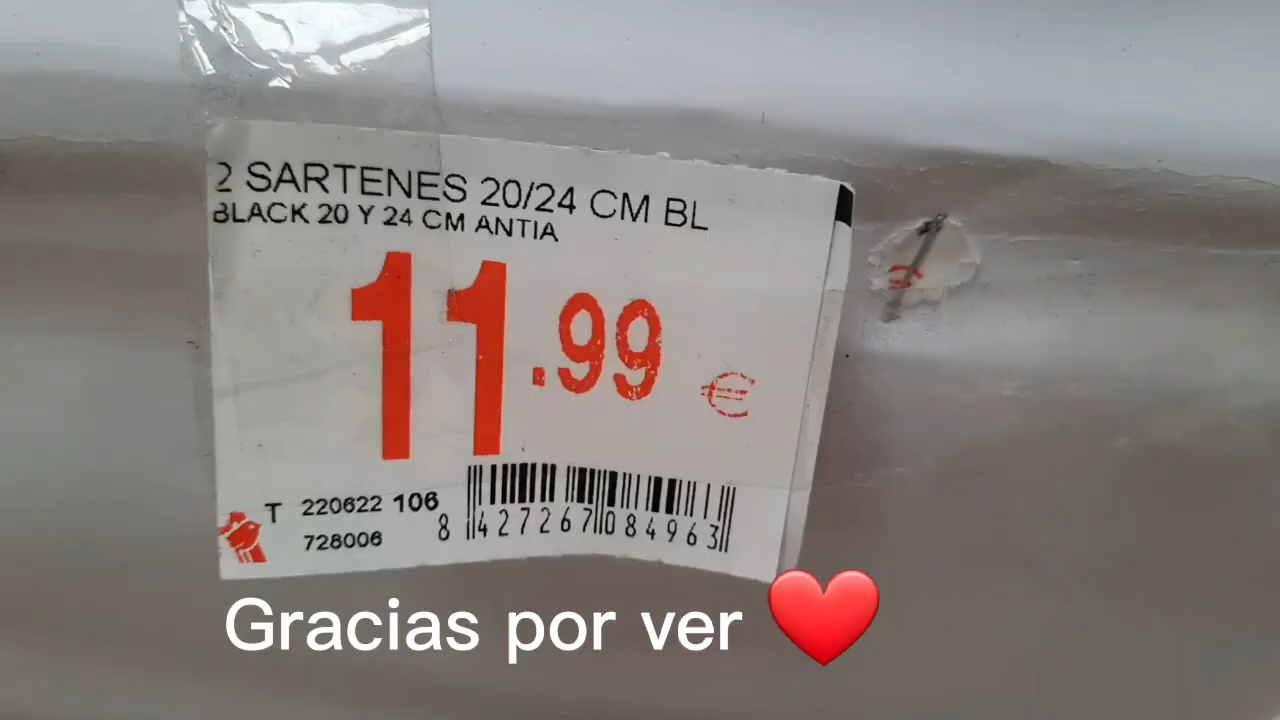 2 SARTENES 20/24 CM BL
BLACK 20 Y 24 CM ANTIA
11.99 €
T 220622 106
728006
8 427267 084963
Gracias por ver ❤️